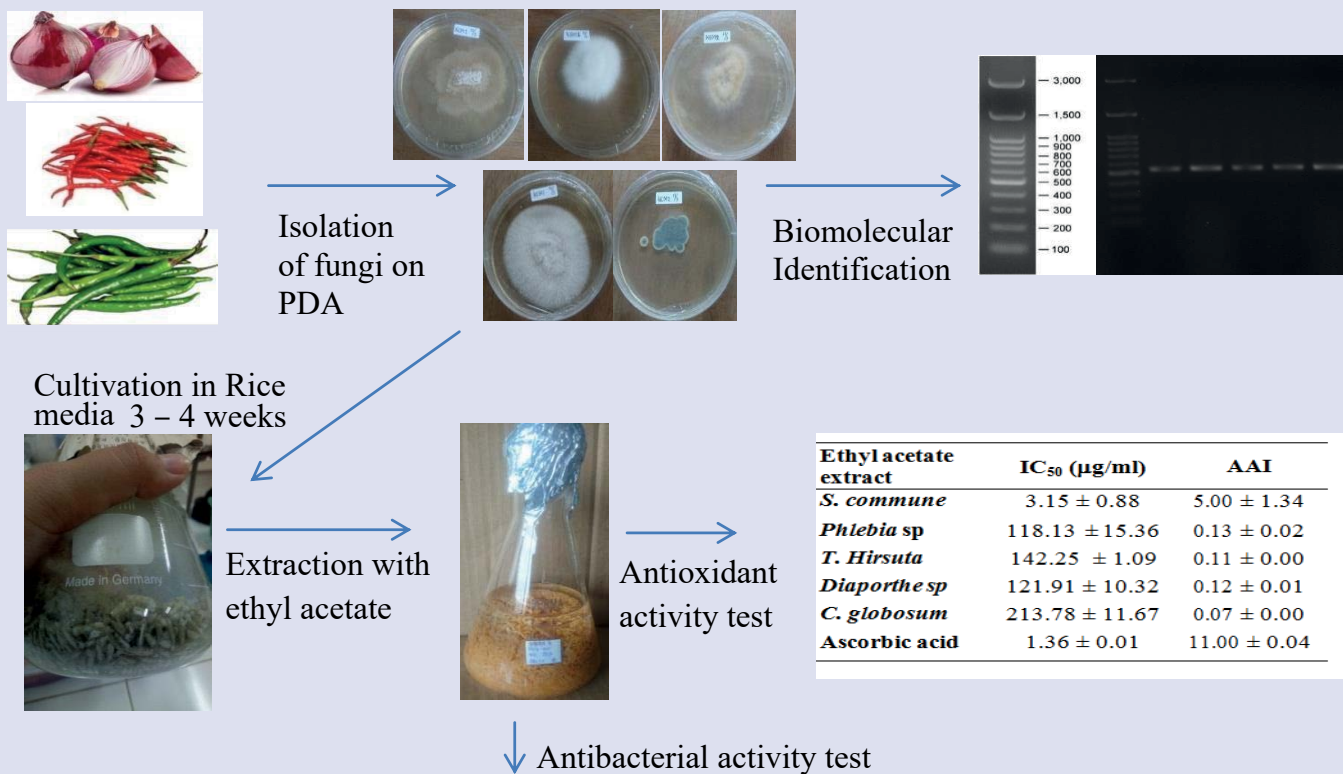 Isolation
of fungi on
PDA
Biomolecular
Identification
3,000
1,500
1,000
900
800
700
600
500
400
300
200
100
Cultivation in Rice
media 3 – 4 weeks
Made in Germany
Extraction with
ethyl acetate
Antioxidant
activity test
Ethyl acetate extract IC₅₀ (µg/ml) AAI
S. commune 3.15 ± 0.88 5.00 ± 1.34
Phlebia sp 118.13 ± 15.36 0.13 ± 0.02
T. Hirsuta 142.25 ± 1.09 0.11 ± 0.00
Diaporthe sp 121.91 ± 10.32 0.12 ± 0.01
C. globosum 213.78 ± 11.67 0.07 ± 0.00
Ascorbic acid 1.36 ± 0.01 11.00 ± 0.04
Antibacterial activity test